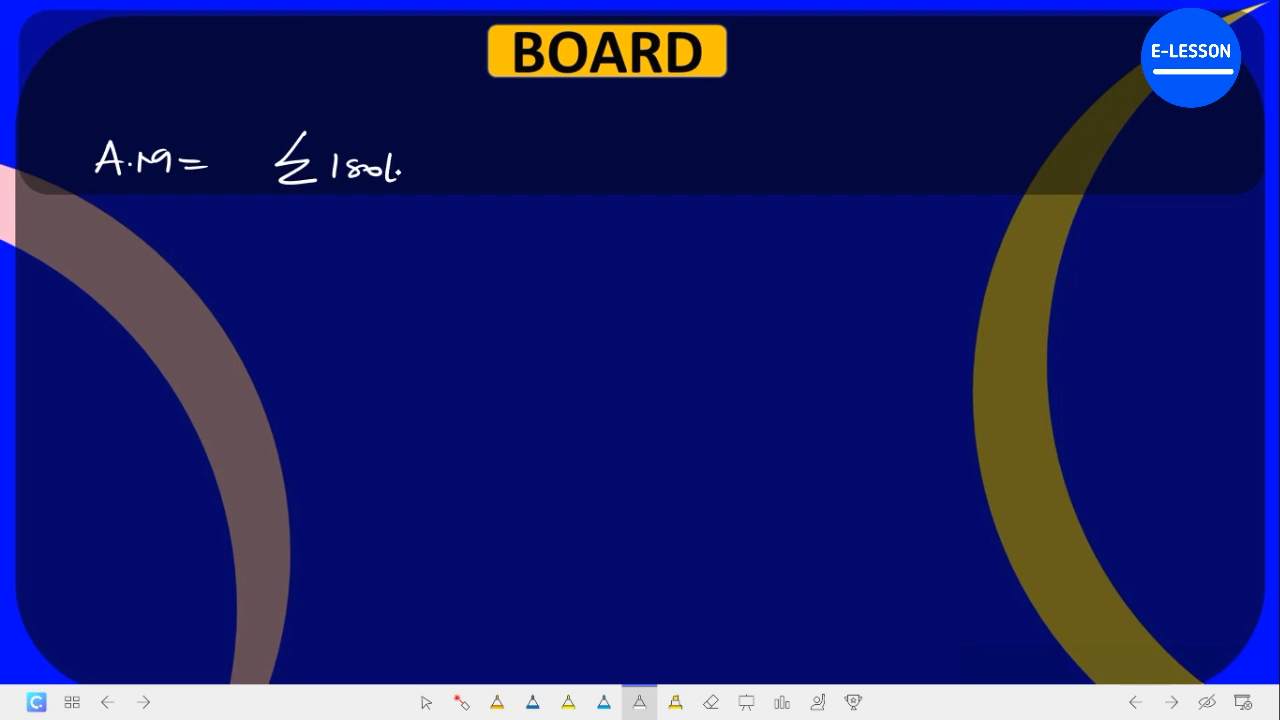 BOARD
E-LESSON
A.M = Σ Isol.